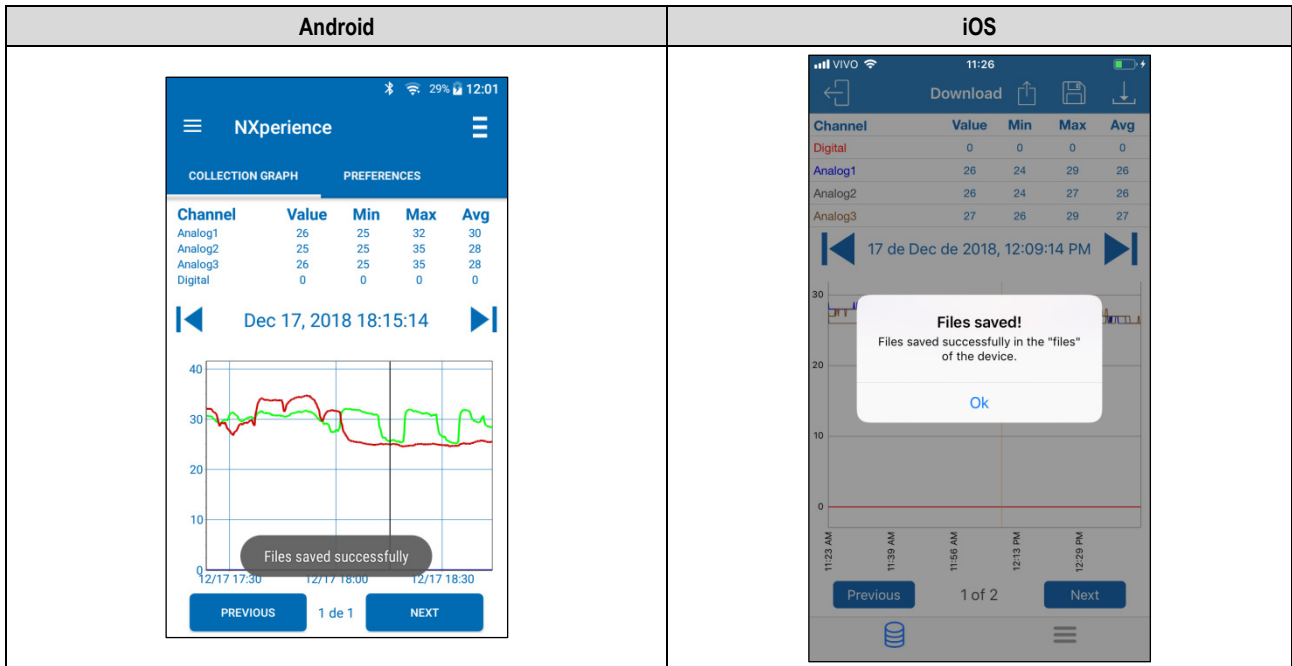 Android
iOS
29% 12:01
NXperience
COLLECTION GRAPH PREFERENCES
Channel Value Min Max Avg
Analog1 26 25 32 30
Analog2 25 25 35 28
Analog3 26 25 35 28
Digital 0 0 0 0
Dec 17, 2018 18:15:14
40
30
20
10
0
Files saved successfully
12/17 17:30 12/17 18:00 12/17 18:30
PREVIOUS 1 de 1 NEXT
VIVO 11:26
Download
Channel Value Min Max Avg
Digital 0 0 0 0
Analog1 26 24 29 26
Analog2 26 24 27 26
Analog3 27 26 29 27
17 de Dec de 2018, 12:09:14 PM
30
20
10
0
Files saved!
Files saved successfully in the "files"
of the device.
Ok
11:23 AM 11:39 AM 11:56 AM 12:13 PM 12:29 PM
Previous 1 of 2 Next